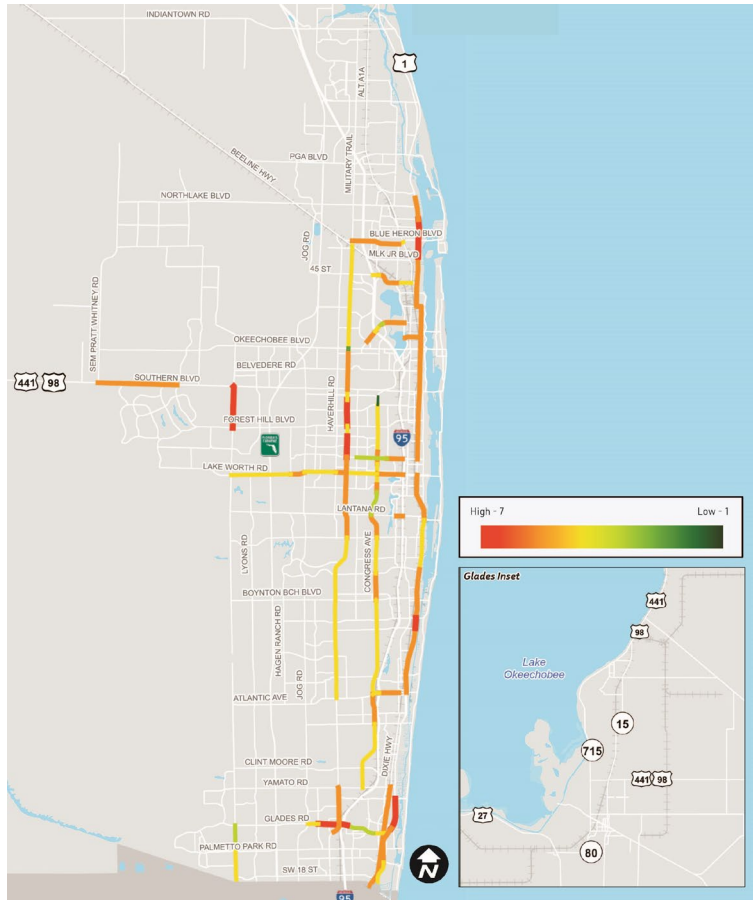 INDIANTOWN RD
1
ALT A1A
MILITARY TRAIL
BEELINE HWY
PGA BLVD
NORTHLAKE BLVD
BLUE HERON BLVD
JOG RD
MLK JR BLVD
45 ST
SEM PRATT WHITNEY RD
OKEECHOBEE BLVD
BELVEDERE RD
SOUTHERN BLVD
441 98
HAVERHILL RD
FOREST HILL BLVD
95
LAKE WORTH RD
High - 7
Low - 1
LANTANA RD
LYONS RD
CONGRESS AVE
Glades Inset
BOYNTON BCH BLVD
441
98
HAGEN RANCH RD
Lake
Okeechobee
JOG RD
ATLANTIC AVE
15
DIXIE HWY
715
CLINT MOORE RD
441 98
YAMATO RD
27
GLADES RD
PALMETTO PARK RD
80
SW 18 ST
N
95